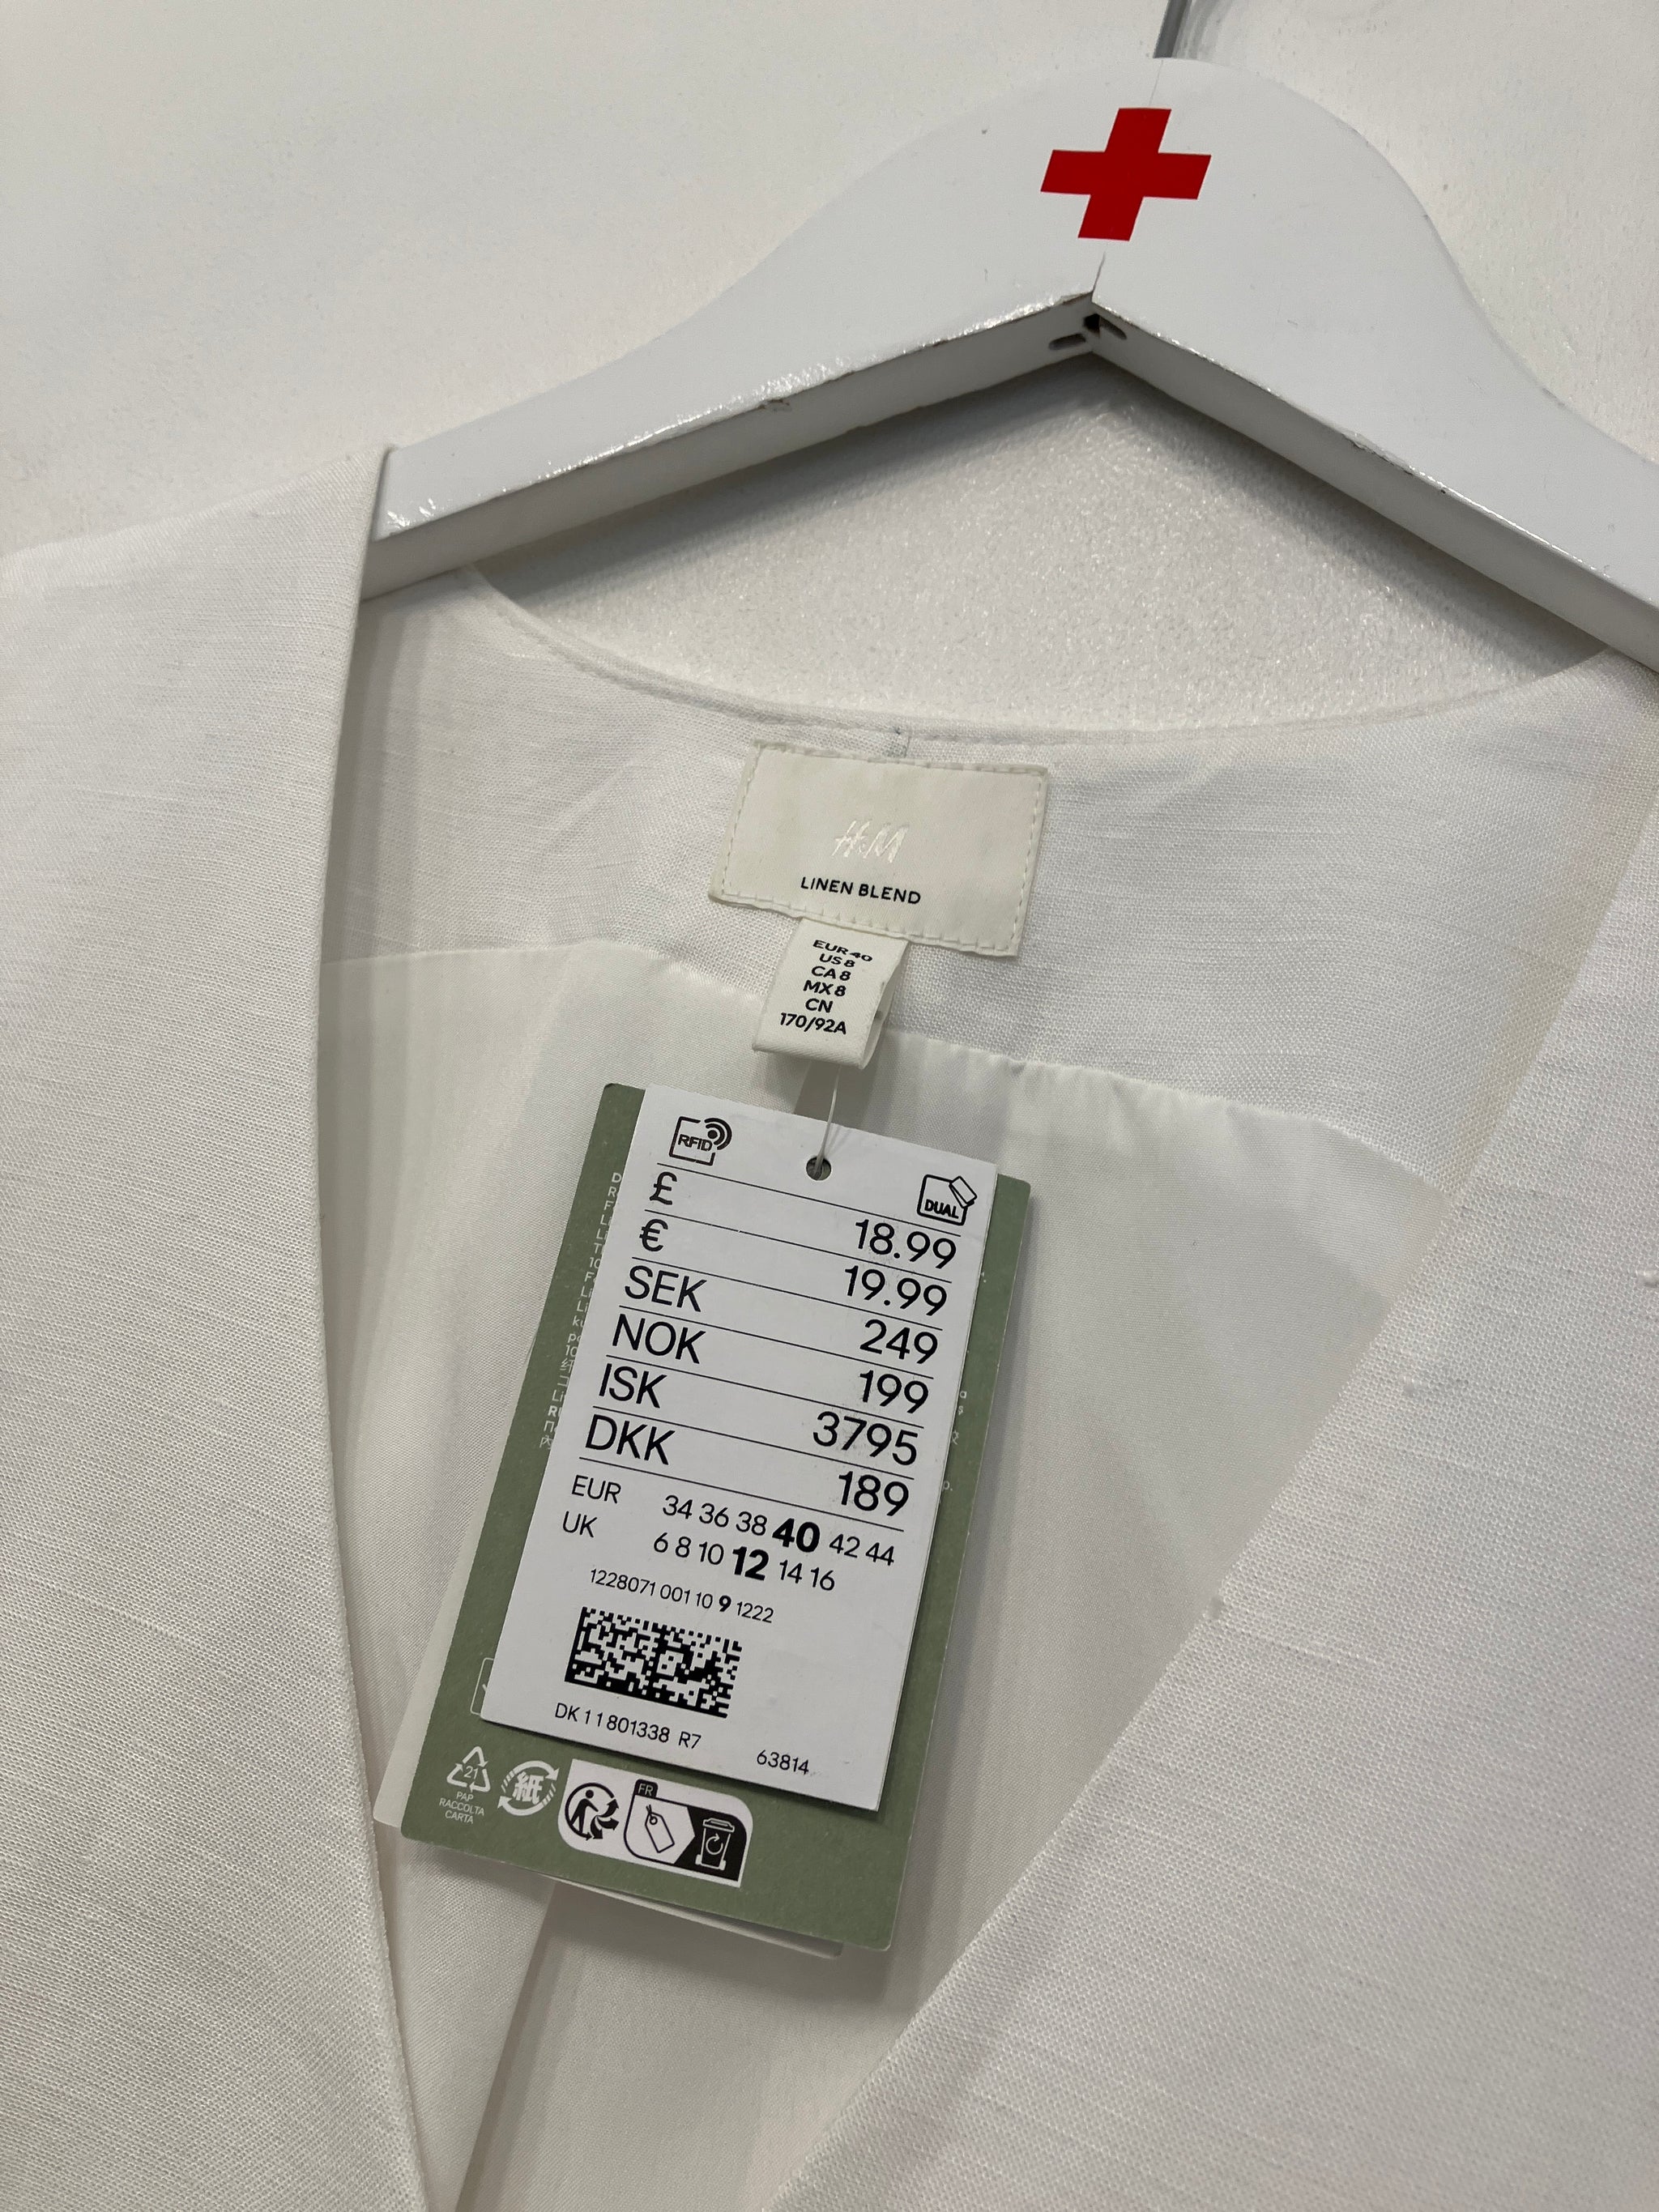 H&M
LINEN BLEND
EUR 40
US 8
CA 8
MX 8
CN
170/92A
RFID
DUAL
£ 18.99
€ 19.99
SEK 249
NOK 199
ISK 3795
DKK 189
EUR 34 36 38 40 42 44
UK 6 8 10 12 14 16
1228071 001 10 9 1222
DK 1 1 801338 R7
63814
21
PAP
RACCOLTA
CARTA
紙
FR